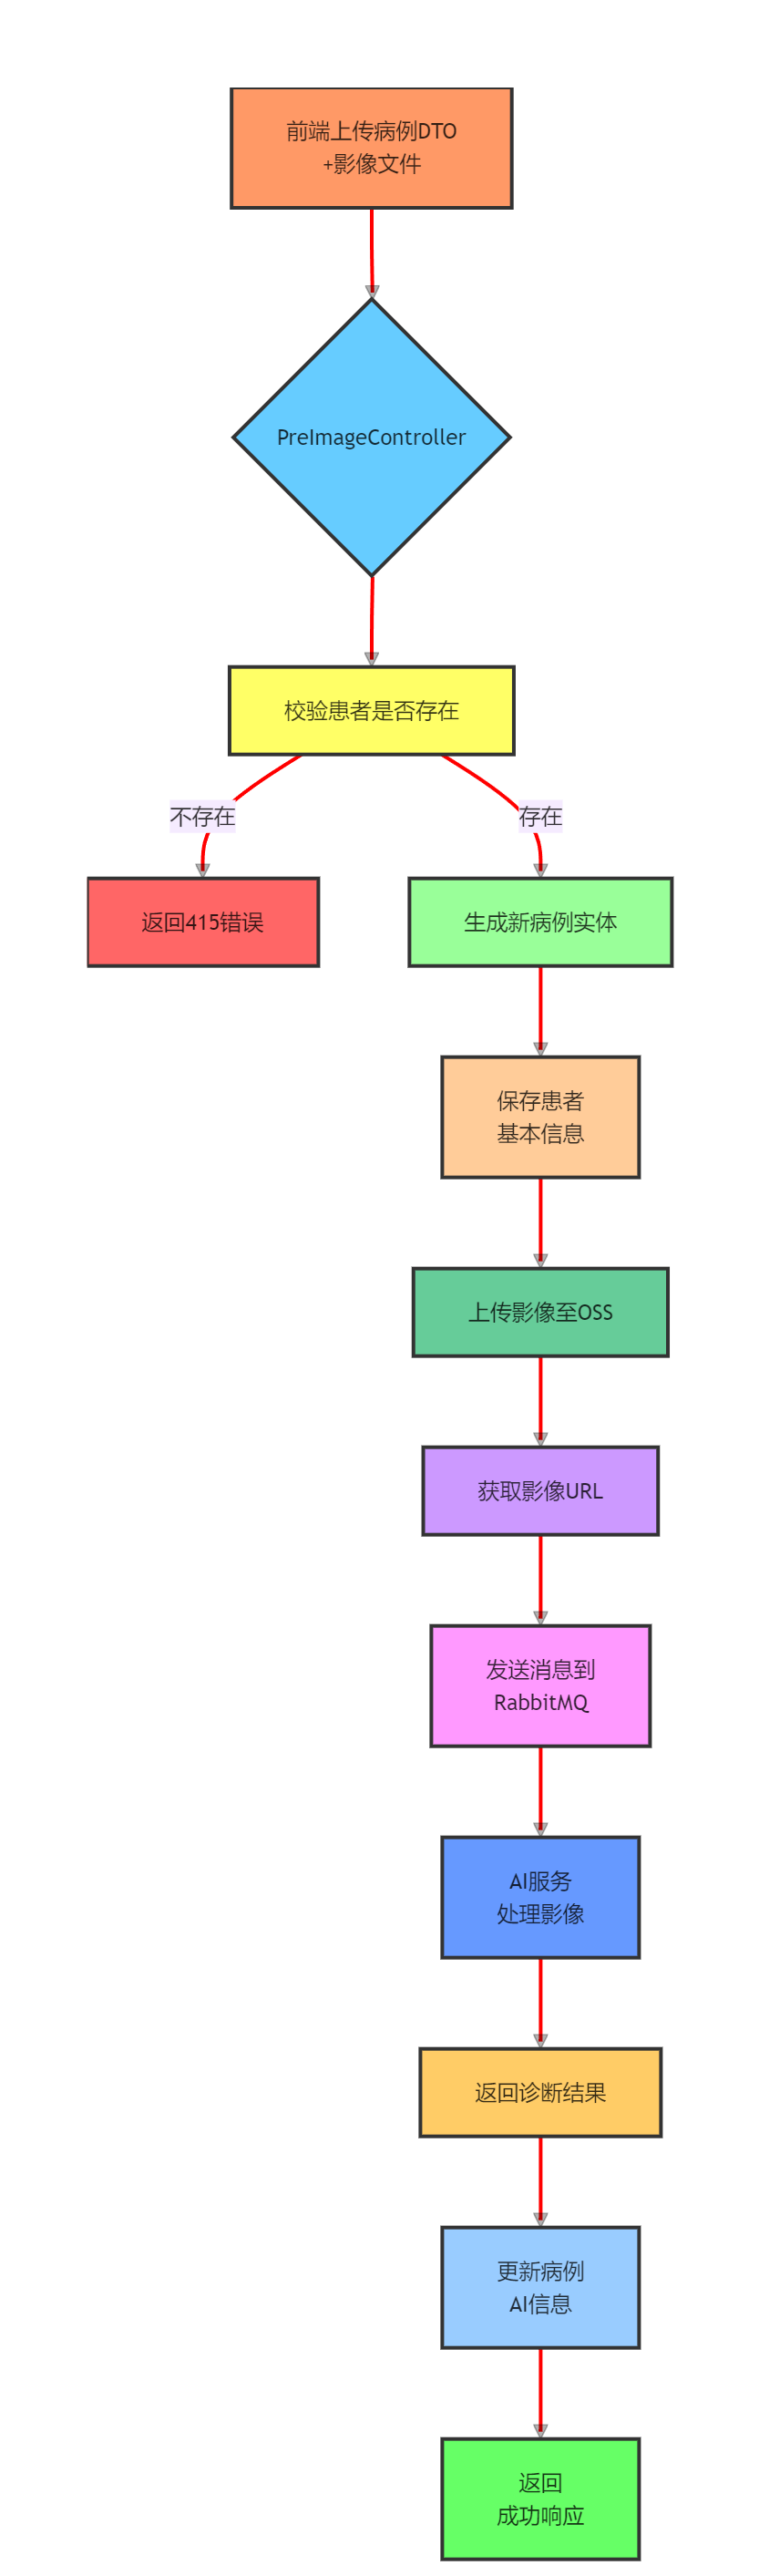 前端上传病例DTO
+影像文件
PreImageController
校验患者是否存在
不存在
存在
返回415错误
生成新病例实体
保存患者
基本信息
上传影像至OSS
获取影像URL
发送消息到
RabbitMQ
AI服务
处理影像
返回诊断结果
更新病例
AI信息
返回
成功响应